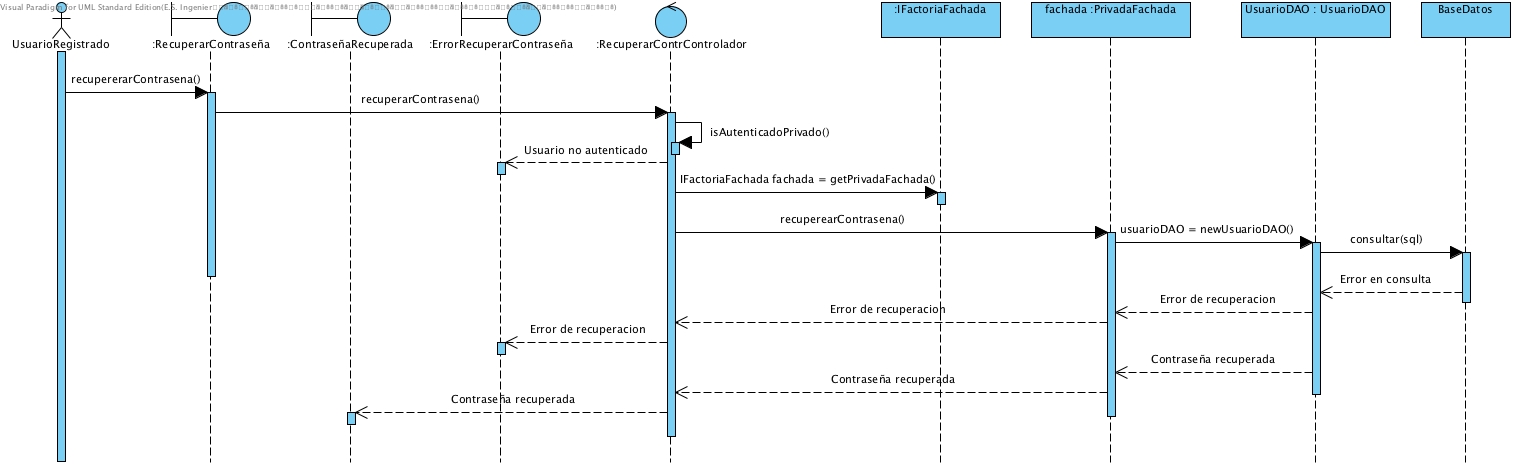 Visual Paradigm for UML Standard Edition(E.S. Ingenier
:IFactoriaFachada
fachada :PrivadaFachada
UsuarioDAO : UsuarioDAO
BaseDatos
UsuarioRegistrado
:RecuperarContraseña
:ContraseñaRecuperada
:ErrorRecuperarContraseña
:RecuperarContrControlador
recupererarContrasena()
recuperarContrasena()
isAutenticadoPrivado()
Usuario no autenticado
IFactoriaFachada fachada = getPrivadaFachada()
recuperearContrasena()
usuarioDAO = newUsuarioDAO()
consultar(sql)
Error en consulta
Error de recuperacion
Error de recuperacion
Error de recuperacion
Contraseña recuperada
Contraseña recuperada
Contraseña recuperada